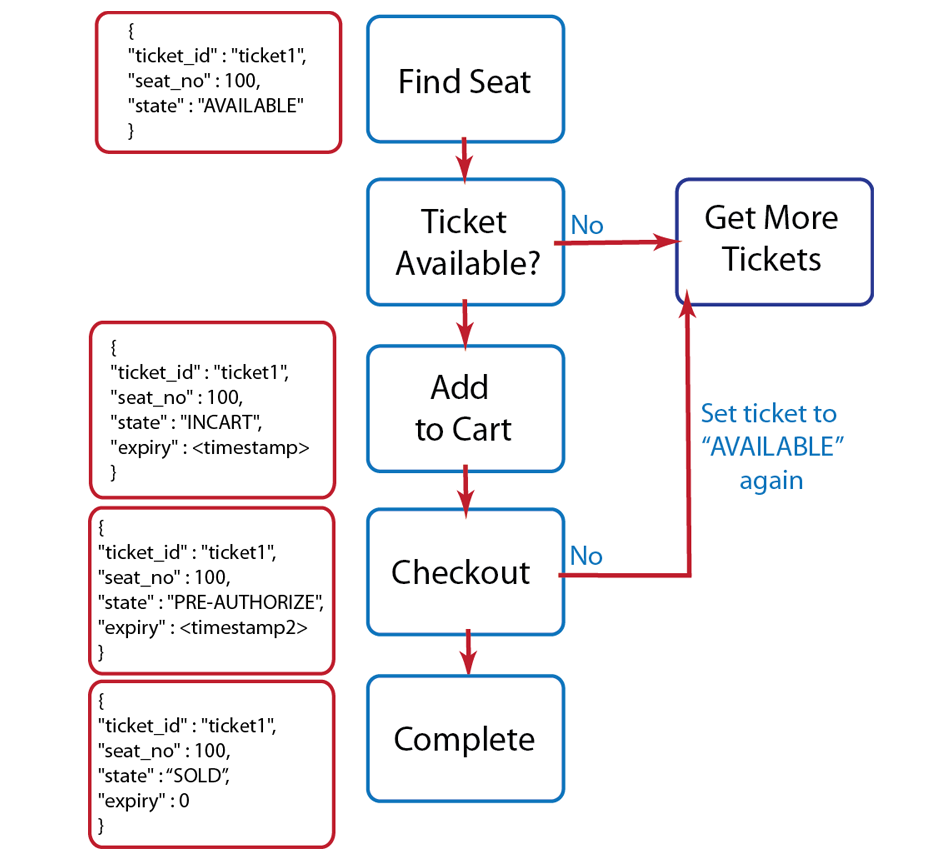 {
"ticket_id" : "ticket1",
"seat_no" : 100,
"state" : "AVAILABLE"
}
Find Seat
Ticket
Available?
No
Get More
Tickets
{
"ticket_id" : "ticket1",
"seat_no" : 100,
"state" : "INCART",
"expiry" : <timestamp>
}
Add
to Cart
Set ticket to
“AVAILABLE”
again
{
"ticket_id" : "ticket1",
"seat_no" : 100,
"state" : "PRE-AUTHORIZE",
"expiry" : <timestamp2>
}
Checkout
No
{
"ticket_id" : "ticket1",
"seat_no" : 100,
"state" : “SOLD”,
"expiry" : 0
}
Complete